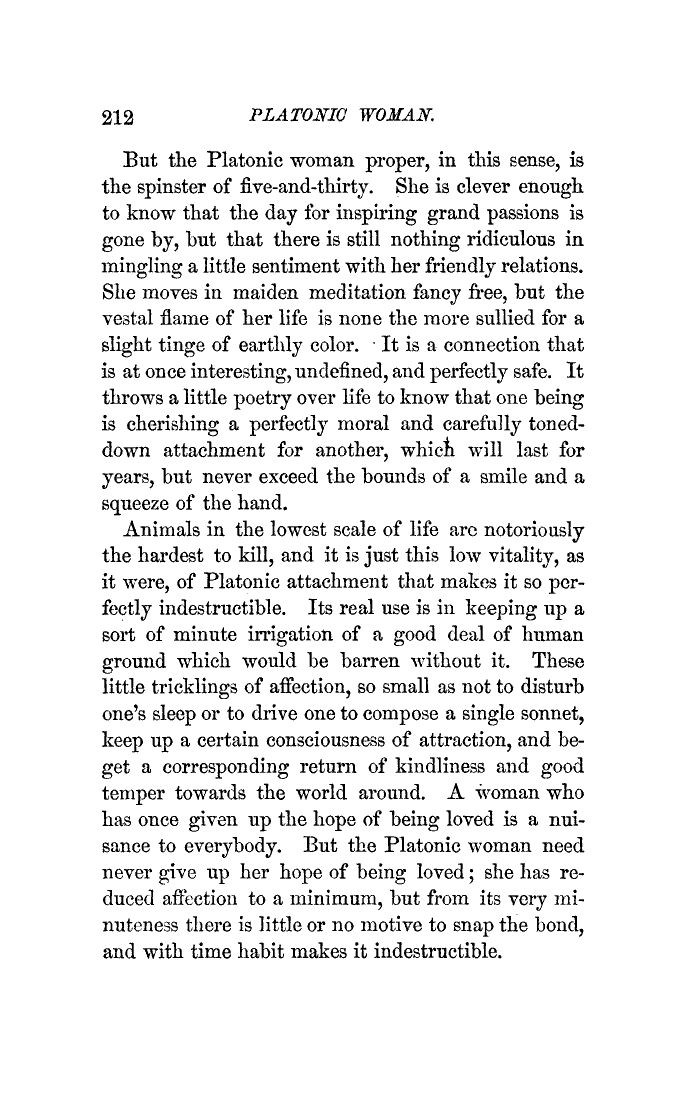 212 PLATONIC WOMAN.
But the Platonic woman proper, in this sense, is
the spinster of five-and-thirty. She is clever enough
to know that the day for inspiring grand passions is
gone by, but that there is still nothing ridiculous in
mingling a little sentiment with her friendly relations.
She moves in maiden meditation fancy free, but the
vestal flame of her life is none the more sullied for a
slight tinge of earthly color. It is a connection that
is at once interesting, undefined, and perfectly safe. It
throws a little poetry over life to know that one being
is cherishing a perfectly moral and carefully toned-
down attachment for another, which will last for
years, but never exceed the bounds of a smile and a
squeeze of the hand.
Animals in the lowest scale of life are notoriously
the hardest to kill, and it is just this low vitality, as
it were, of Platonic attachment that makes it so per-
fectly indestructible. Its real use is in keeping up a
sort of minute irrigation of a good deal of human
ground which would be barren without it. These
little tricklings of affection, so small as not to disturb
one's sleep or to drive one to compose a single sonnet,
keep up a certain consciousness of attraction, and be-
get a corresponding return of kindliness and good
temper towards the world around. A woman who
has once given up the hope of being loved is a nui-
sance to everybody. But the Platonic woman need
never give up her hope of being loved; she has re-
duced affection to a minimum, but from its very mi-
nuteness there is little or no motive to snap the bond,
and with time habit makes it indestructible.